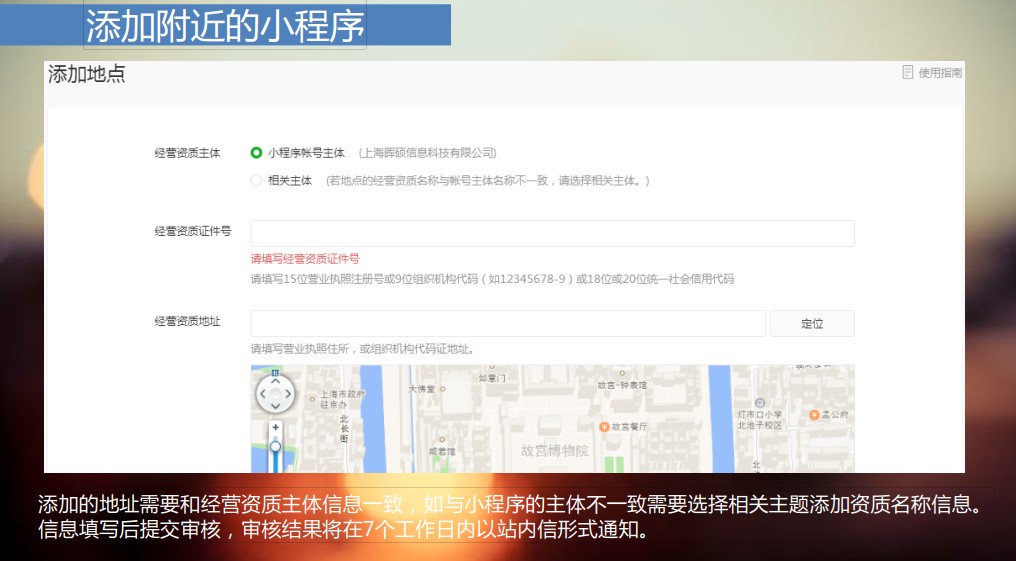 添加附近的小程序
添加地点
使用指南
经营资质主体
小程序帐号主体 (上海晖硕信息科技有限公司)
相关主体 (若地点的经营资质名称与帐号主体名称不一致，请选择相关主体。)
经营资质证件号
请填写经营资质证件号
请填写15位营业执照注册号或9位组织机构代码（如12345678-9）或18位或20位统一社会信用代码
经营资质地址
定位
请填写营业执照住所，或组织机构代码证地址。
如意门
大佛堂
故宫-钟表馆
上海市政府
驻京办
灯市口小学
北池子校区
孟公府
北长街
故宫餐厅
咸若馆
故宫博物院
北
添加的地址需要和经营资质主体信息一致，如与小程序的主体不一致需要选择相关主题添加资质名称信息。
信息填写后提交审核，审核结果将在7个工作日内以站内信形式通知。